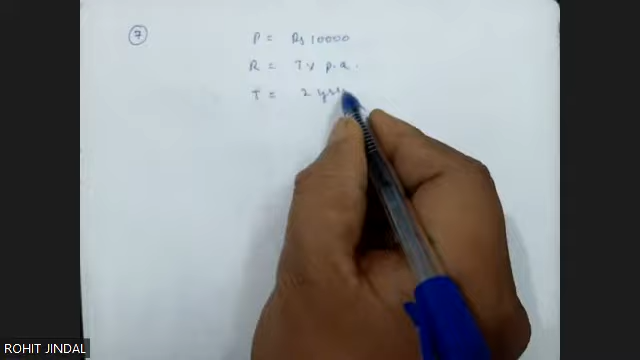 7
P = Rs 10000
R = 7% p.a.
T = 2 yrs
ROHIT JINDAL